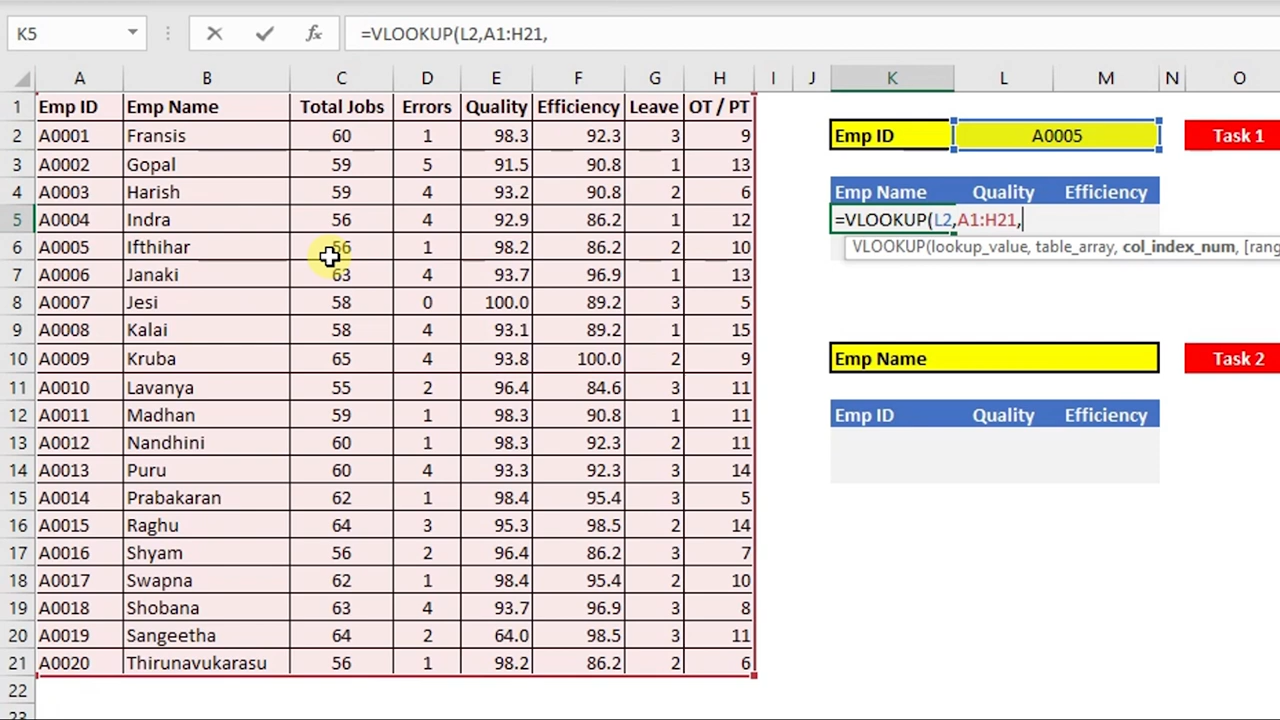 K5 fx =VLOOKUP(L2,A1:H21,
A B C D E F G H I J K L M N O
1 Emp ID Emp Name Total Jobs Errors Quality Efficiency Leave OT / PT
2 A0001 Fransis 60 1 98.3 92.3 3 9 Emp ID A0005 Task 1
3 A0002 Gopal 59 5 91.5 90.8 1 13
4 A0003 Harish 59 4 93.2 90.8 2 6 Emp Name Quality Efficiency
5 A0004 Indra 56 4 92.9 86.2 1 12 =VLOOKUP(L2,A1:H21,
6 A0005 Ifthihar 56 1 98.2 86.2 2 10 VLOOKUP(lookup_value, table_array, col_index_num, [rang
7 A0006 Janaki 63 4 93.7 96.9 1 13
8 A0007 Jesi 58 0 100.0 89.2 3 5
9 A0008 Kalai 58 4 93.1 89.2 1 15
10 A0009 Kruba 65 4 93.8 100.0 2 9 Emp Name Task 2
11 A0010 Lavanya 55 2 96.4 84.6 3 11
12 A0011 Madhan 59 1 98.3 90.8 1 11 Emp ID Quality Efficiency
13 A0012 Nandhini 60 1 98.3 92.3 2 11
14 A0013 Puru 60 4 93.3 92.3 3 14
15 A0014 Prabakaran 62 1 98.4 95.4 3 5
16 A0015 Raghu 64 3 95.3 98.5 2 14
17 A0016 Shyam 56 2 96.4 86.2 3 7
18 A0017 Swapna 62 1 98.4 95.4 2 10
19 A0018 Shobana 63 4 93.7 96.9 3 8
20 A0019 Sangeetha 64 2 64.0 98.5 3 11
21 A0020 Thirunavukarasu 56 1 98.2 86.2 2 6
22
23